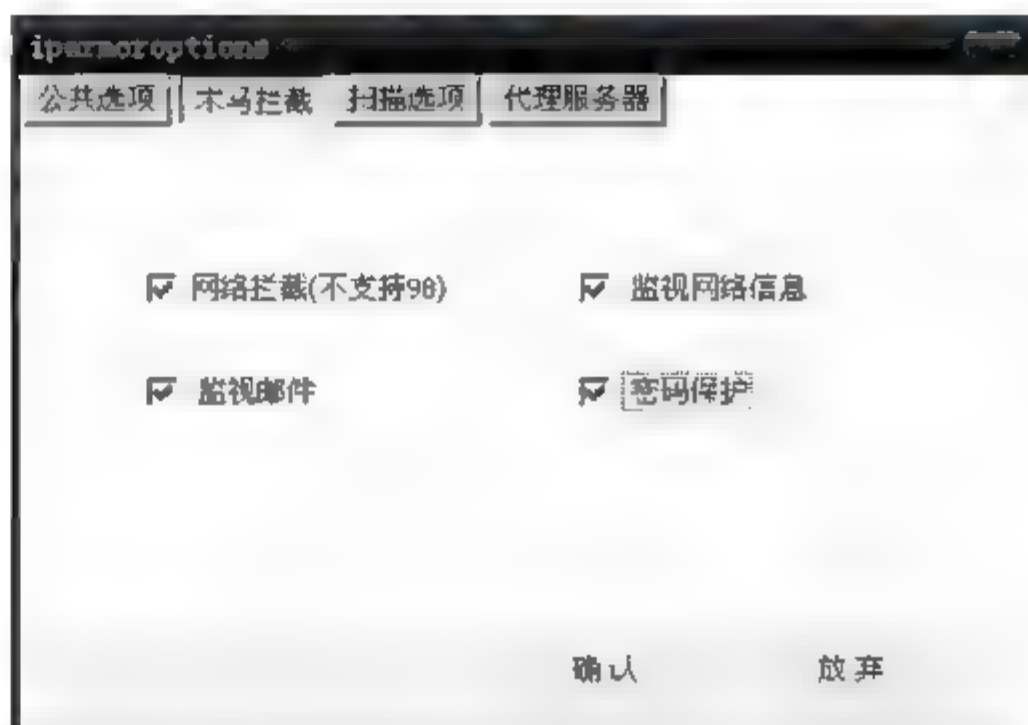 iparmoroptions
公共选项 木马拦截 扫描选项 代理服务器
网络拦截(不支持98) 监视网络信息
监视邮件 密码保护
确认 放弃